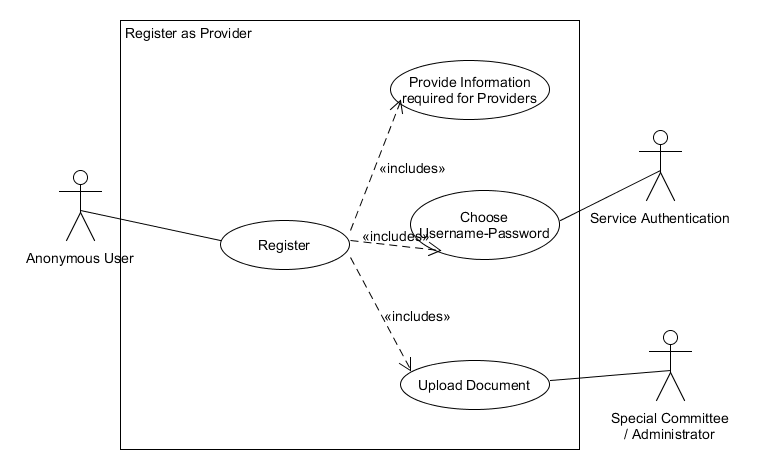 Register as Provider
Provide Information
required for Providers
«includes»
Choose
Username-Password
Service Authentication
«includes»
Register
Anonymous User
«includes»
Upload Document
Special Committee
/ Administrator